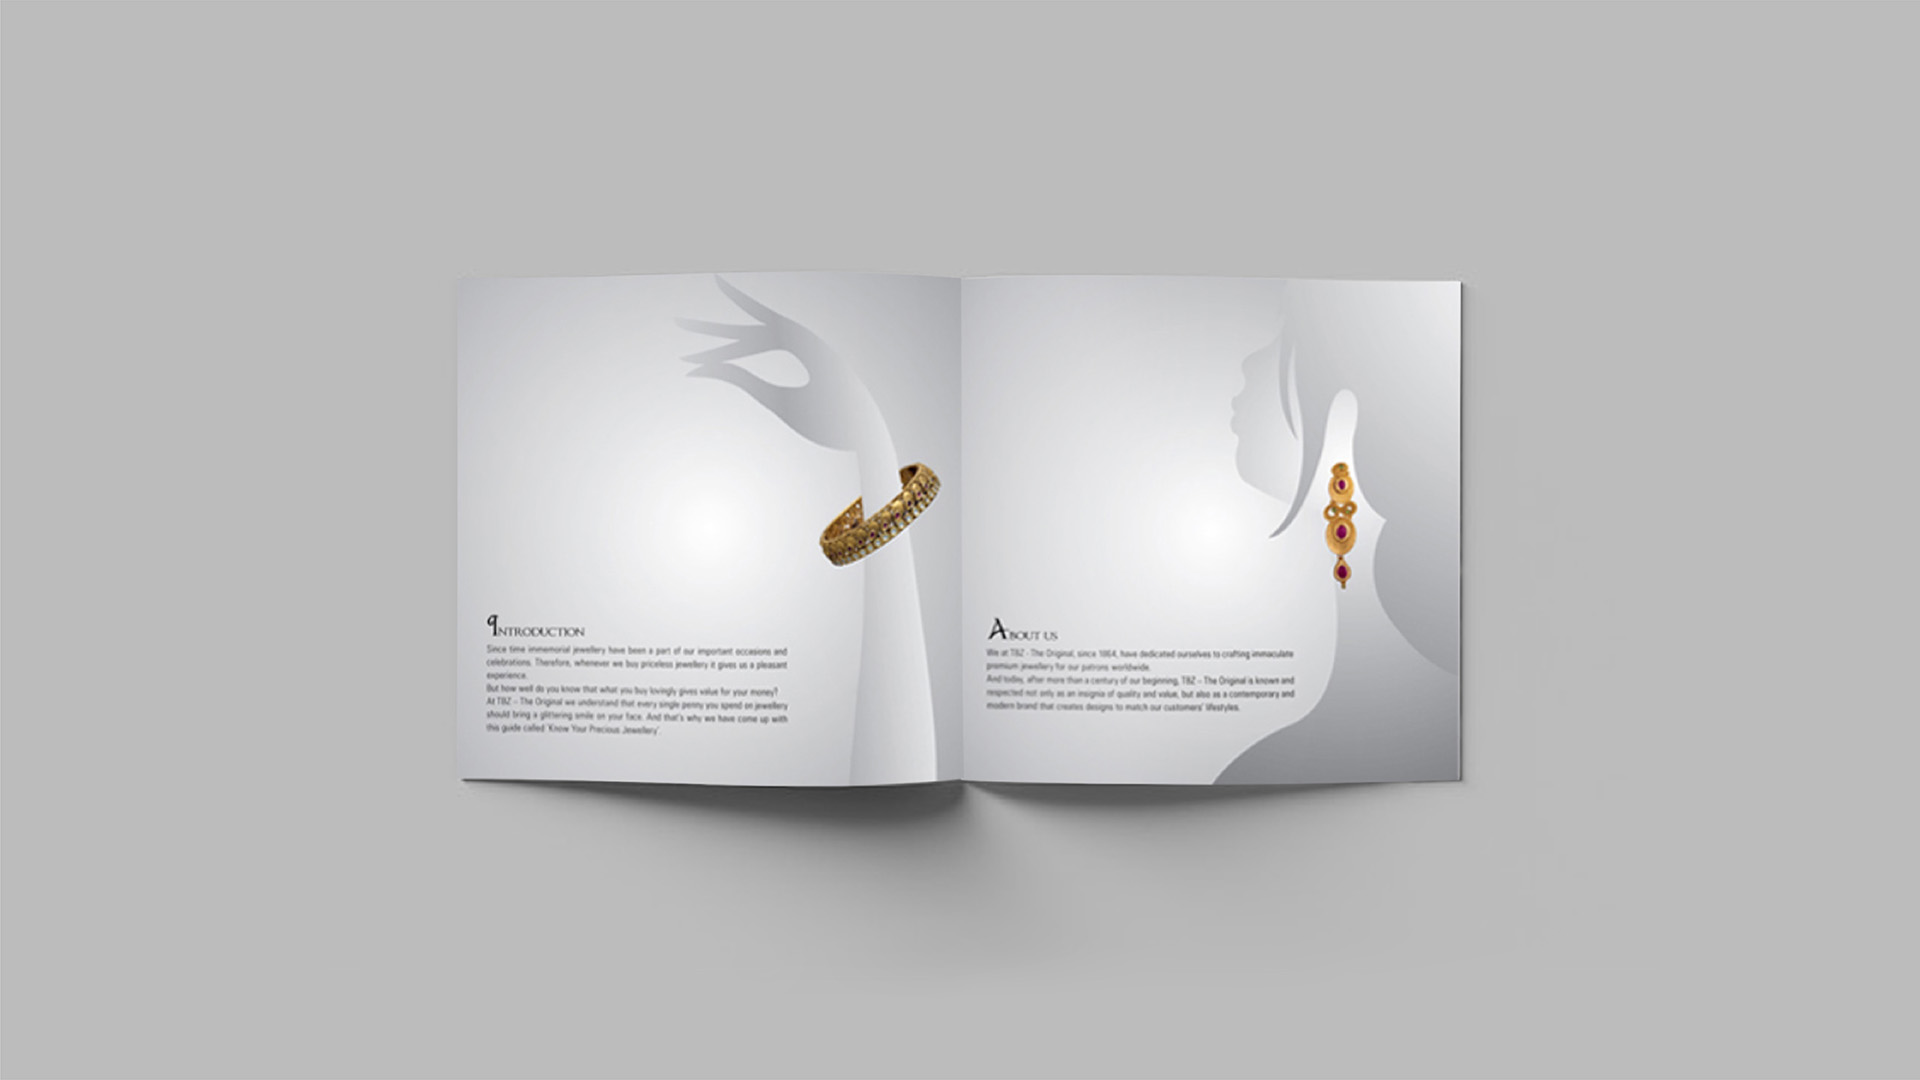 INTRODUCTION
Since time immemorial jewellery have been a part of our important occasions and
celebrations. Therefore, whenever we buy priceless jewellery it gives us a pleasant
experience.
But how well do you know that what you buy lovingly gives value for your money?
At TBZ – The Original we understand that every single penny you spend on jewellery
should bring a glittering smile on your face. And that's why we have come up with
this guide called 'Know Your Precious Jewellery'.
ABOUT US
We at TBZ - The Original, since 1864, have dedicated ourselves to crafting immaculate
premium jewellery for our patrons worldwide.
And today, after more than a century of our beginning, TBZ – The Original is known and
respected not only as an insignia of quality and value, but also as a contemporary and
modern brand that creates designs to match our customers' lifestyles.